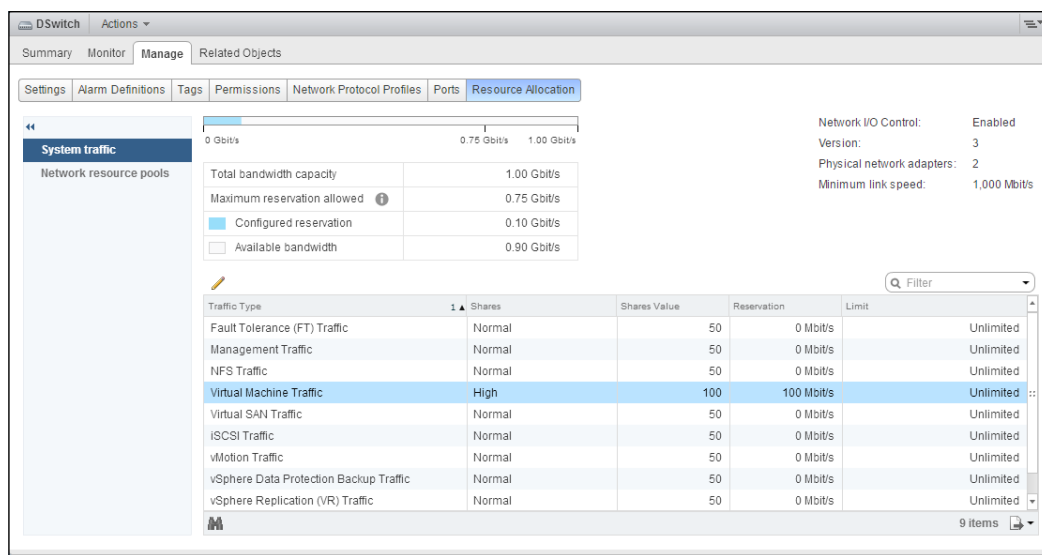 DSwitch Actions
Summary Monitor Manage Related Objects
Settings Alarm Definitions Tags Permissions Network Protocol Profiles Ports Resource Allocation
System traffic
Network resource pools
0 Gbit/s 0.75 Gbit/s 1.00 Gbit/s
Total bandwidth capacity 1.00 Gbit/s
Maximum reservation allowed 0.75 Gbit/s
Configured reservation 0.10 Gbit/s
Available bandwidth 0.90 Gbit/s
Network I/O Control: Enabled
Version: 3
Physical network adapters: 2
Minimum link speed: 1,000 Mbit/s
Filter
Traffic Type 1 Shares Shares Value Reservation Limit
Fault Tolerance (FT) Traffic Normal 50 0 Mbit/s Unlimited
Management Traffic Normal 50 0 Mbit/s Unlimited
NFS Traffic Normal 50 0 Mbit/s Unlimited
Virtual Machine Traffic High 100 100 Mbit/s Unlimited
Virtual SAN Traffic Normal 50 0 Mbit/s Unlimited
iSCSI Traffic Normal 50 0 Mbit/s Unlimited
vMotion Traffic Normal 50 0 Mbit/s Unlimited
vSphere Data Protection Backup Traffic Normal 50 0 Mbit/s Unlimited
vSphere Replication (VR) Traffic Normal 50 0 Mbit/s Unlimited
9 items